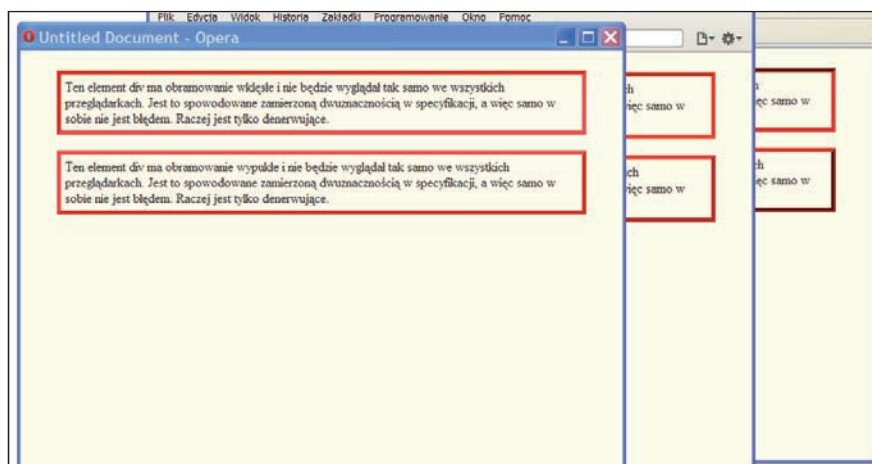 Plik Edycja Widok Historia Zakładki Programowanie Okno Pomoc
Untitled Document - Opera
Ten element div ma obramowanie wklęsłe i nie będzie wyglądał tak samo we wszystkich
przeglądarkach. Jest to spowodowane zamierzoną dwuznacznością w specyfikacji, a więc samo w
sobie nie jest błędem. Raczej jest tylko denerwujące.
Ten element div ma obramowanie wypukłe i nie będzie wyglądał tak samo we wszystkich
przeglądarkach. Jest to spowodowane zamierzoną dwuznacznością w specyfikacji, a więc samo w
sobie nie jest błędem. Raczej jest tylko denerwujące.
h
ięc samo w
ch
ięc samo w
h
ęc samo w
ch
ęc samo w